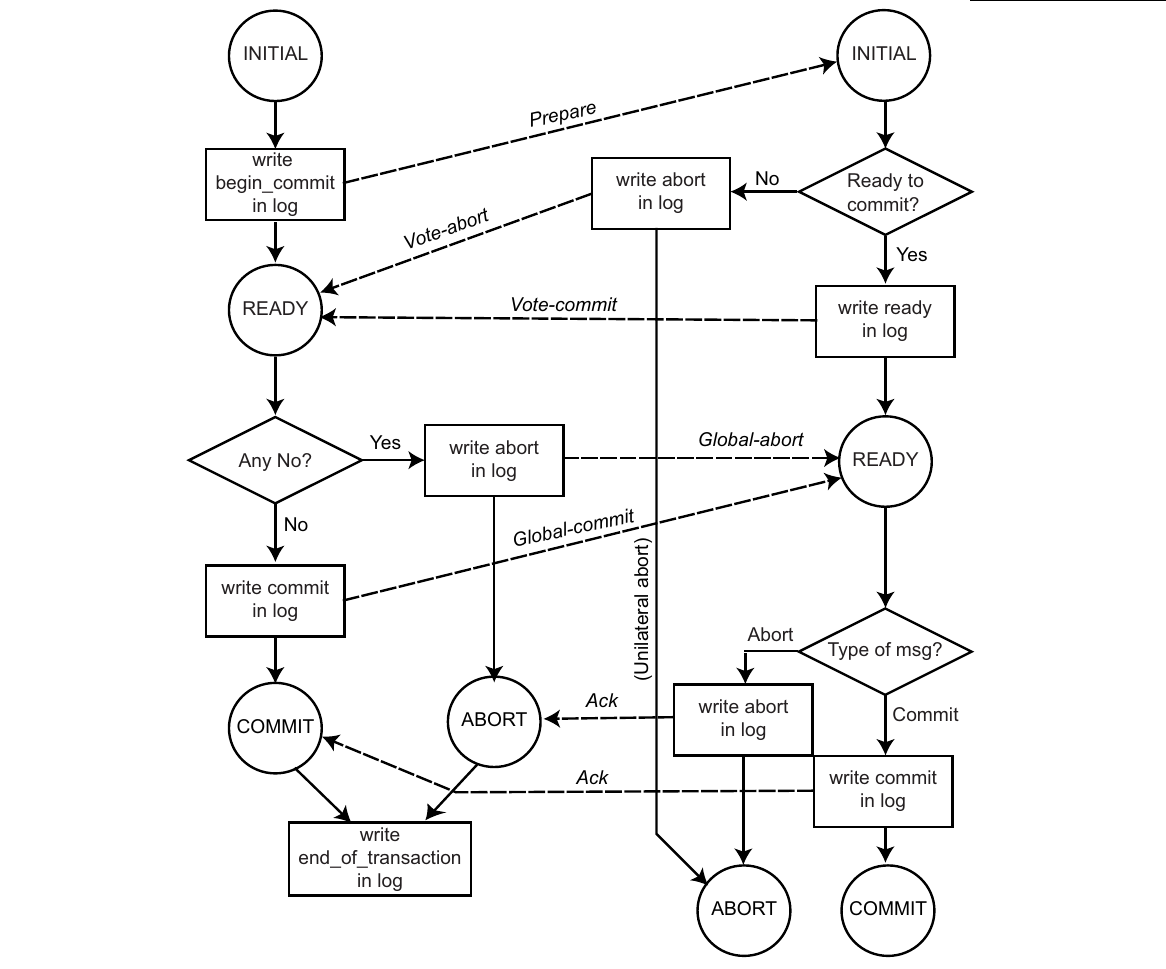 INITIAL
INITIAL
Prepare
write
begin_commit
in log
write abort
in log
No
Ready to
commit?
Vote-abort
Yes
READY
Vote-commit
write ready
in log
Any No?
Yes
write abort
in log
Global-abort
READY
No
Global-commit
write commit
in log
(Unilateral abort)
Abort
Type of msg?
COMMIT
ABORT
Ack
write abort
in log
Commit
Ack
write commit
in log
write
end_of_transaction
in log
ABORT
COMMIT